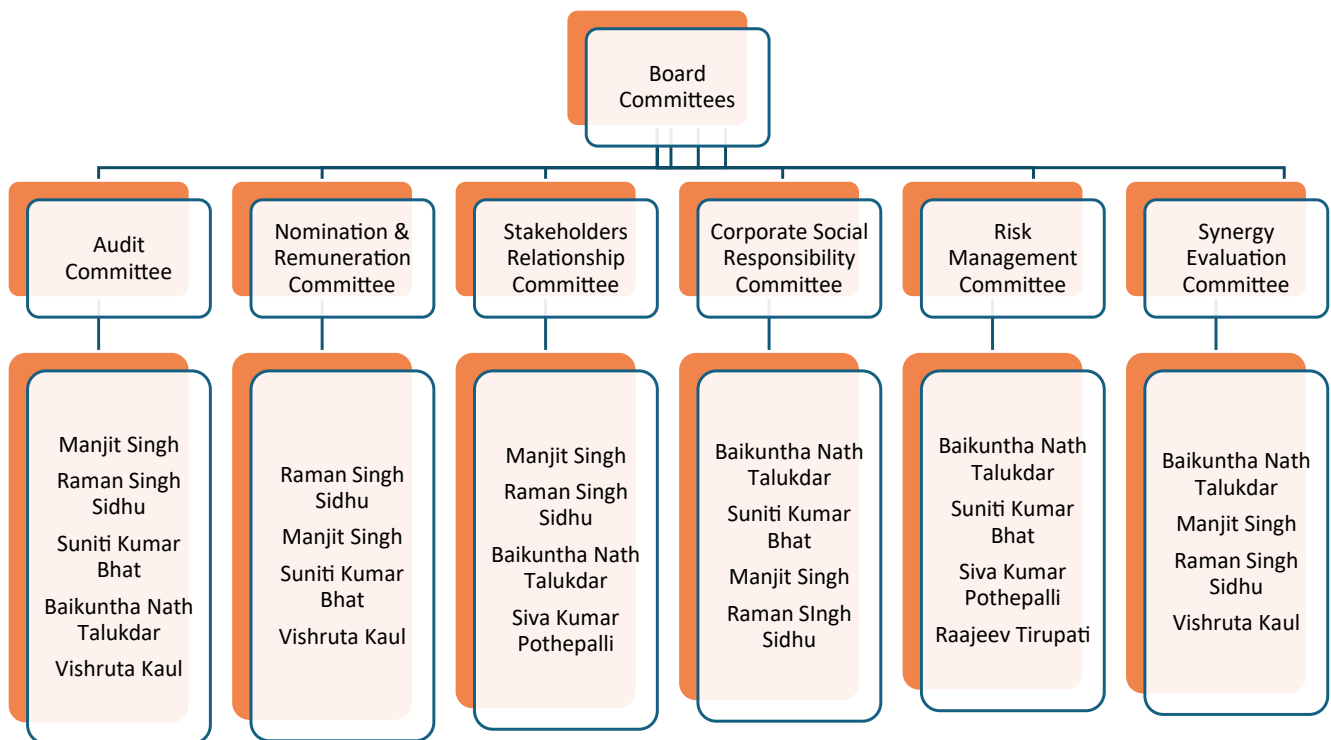 Board
Committees
Audit
Committee
Nomination &
Remuneration
Committee
Stakeholders
Relationship
Committee
Corporate Social
Responsibility
Committee
Risk
Management
Committee
Synergy
Evaluation
Committee
Manjit Singh
Raman Singh
Sidhu
Suniti Kumar
Bhat
Baikuntha Nath
Talukdar
Vishruta Kaul
Raman Singh
Sidhu
Manjit Singh
Suniti Kumar
Bhat
Vishruta Kaul
Manjit Singh
Raman Singh
Sidhu
Baikuntha Nath
Talukdar
Siva Kumar
Pothepalli
Baikuntha Nath
Talukdar
Suniti Kumar
Bhat
Manjit Singh
Raman SIngh
Sidhu
Baikuntha Nath
Talukdar
Suniti Kumar
Bhat
Siva Kumar
Pothepalli
Raajeev Tirupati
Baikuntha Nath
Talukdar
Manjit Singh
Raman Singh
Sidhu
Vishruta Kaul